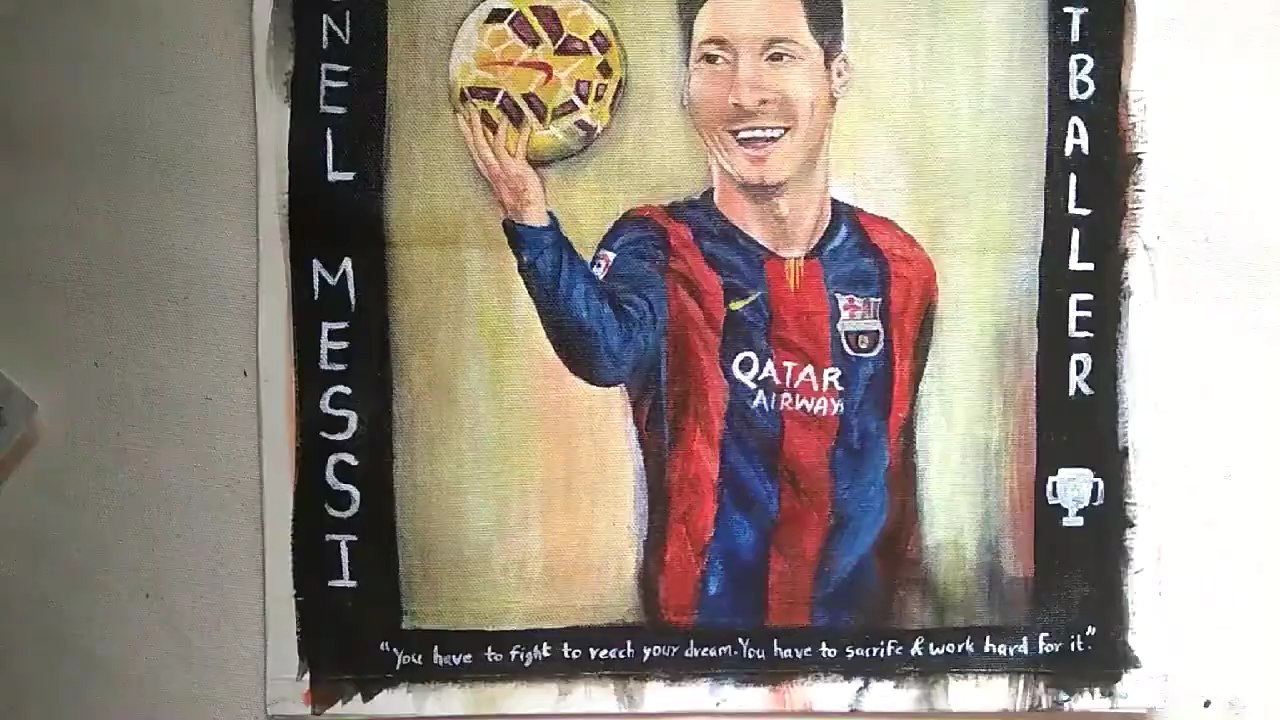 NEL MESSI
TBALLER
QATAR
AIRWAY
"You have to fight to reach your dream. You have to sacrife & work hard for it."